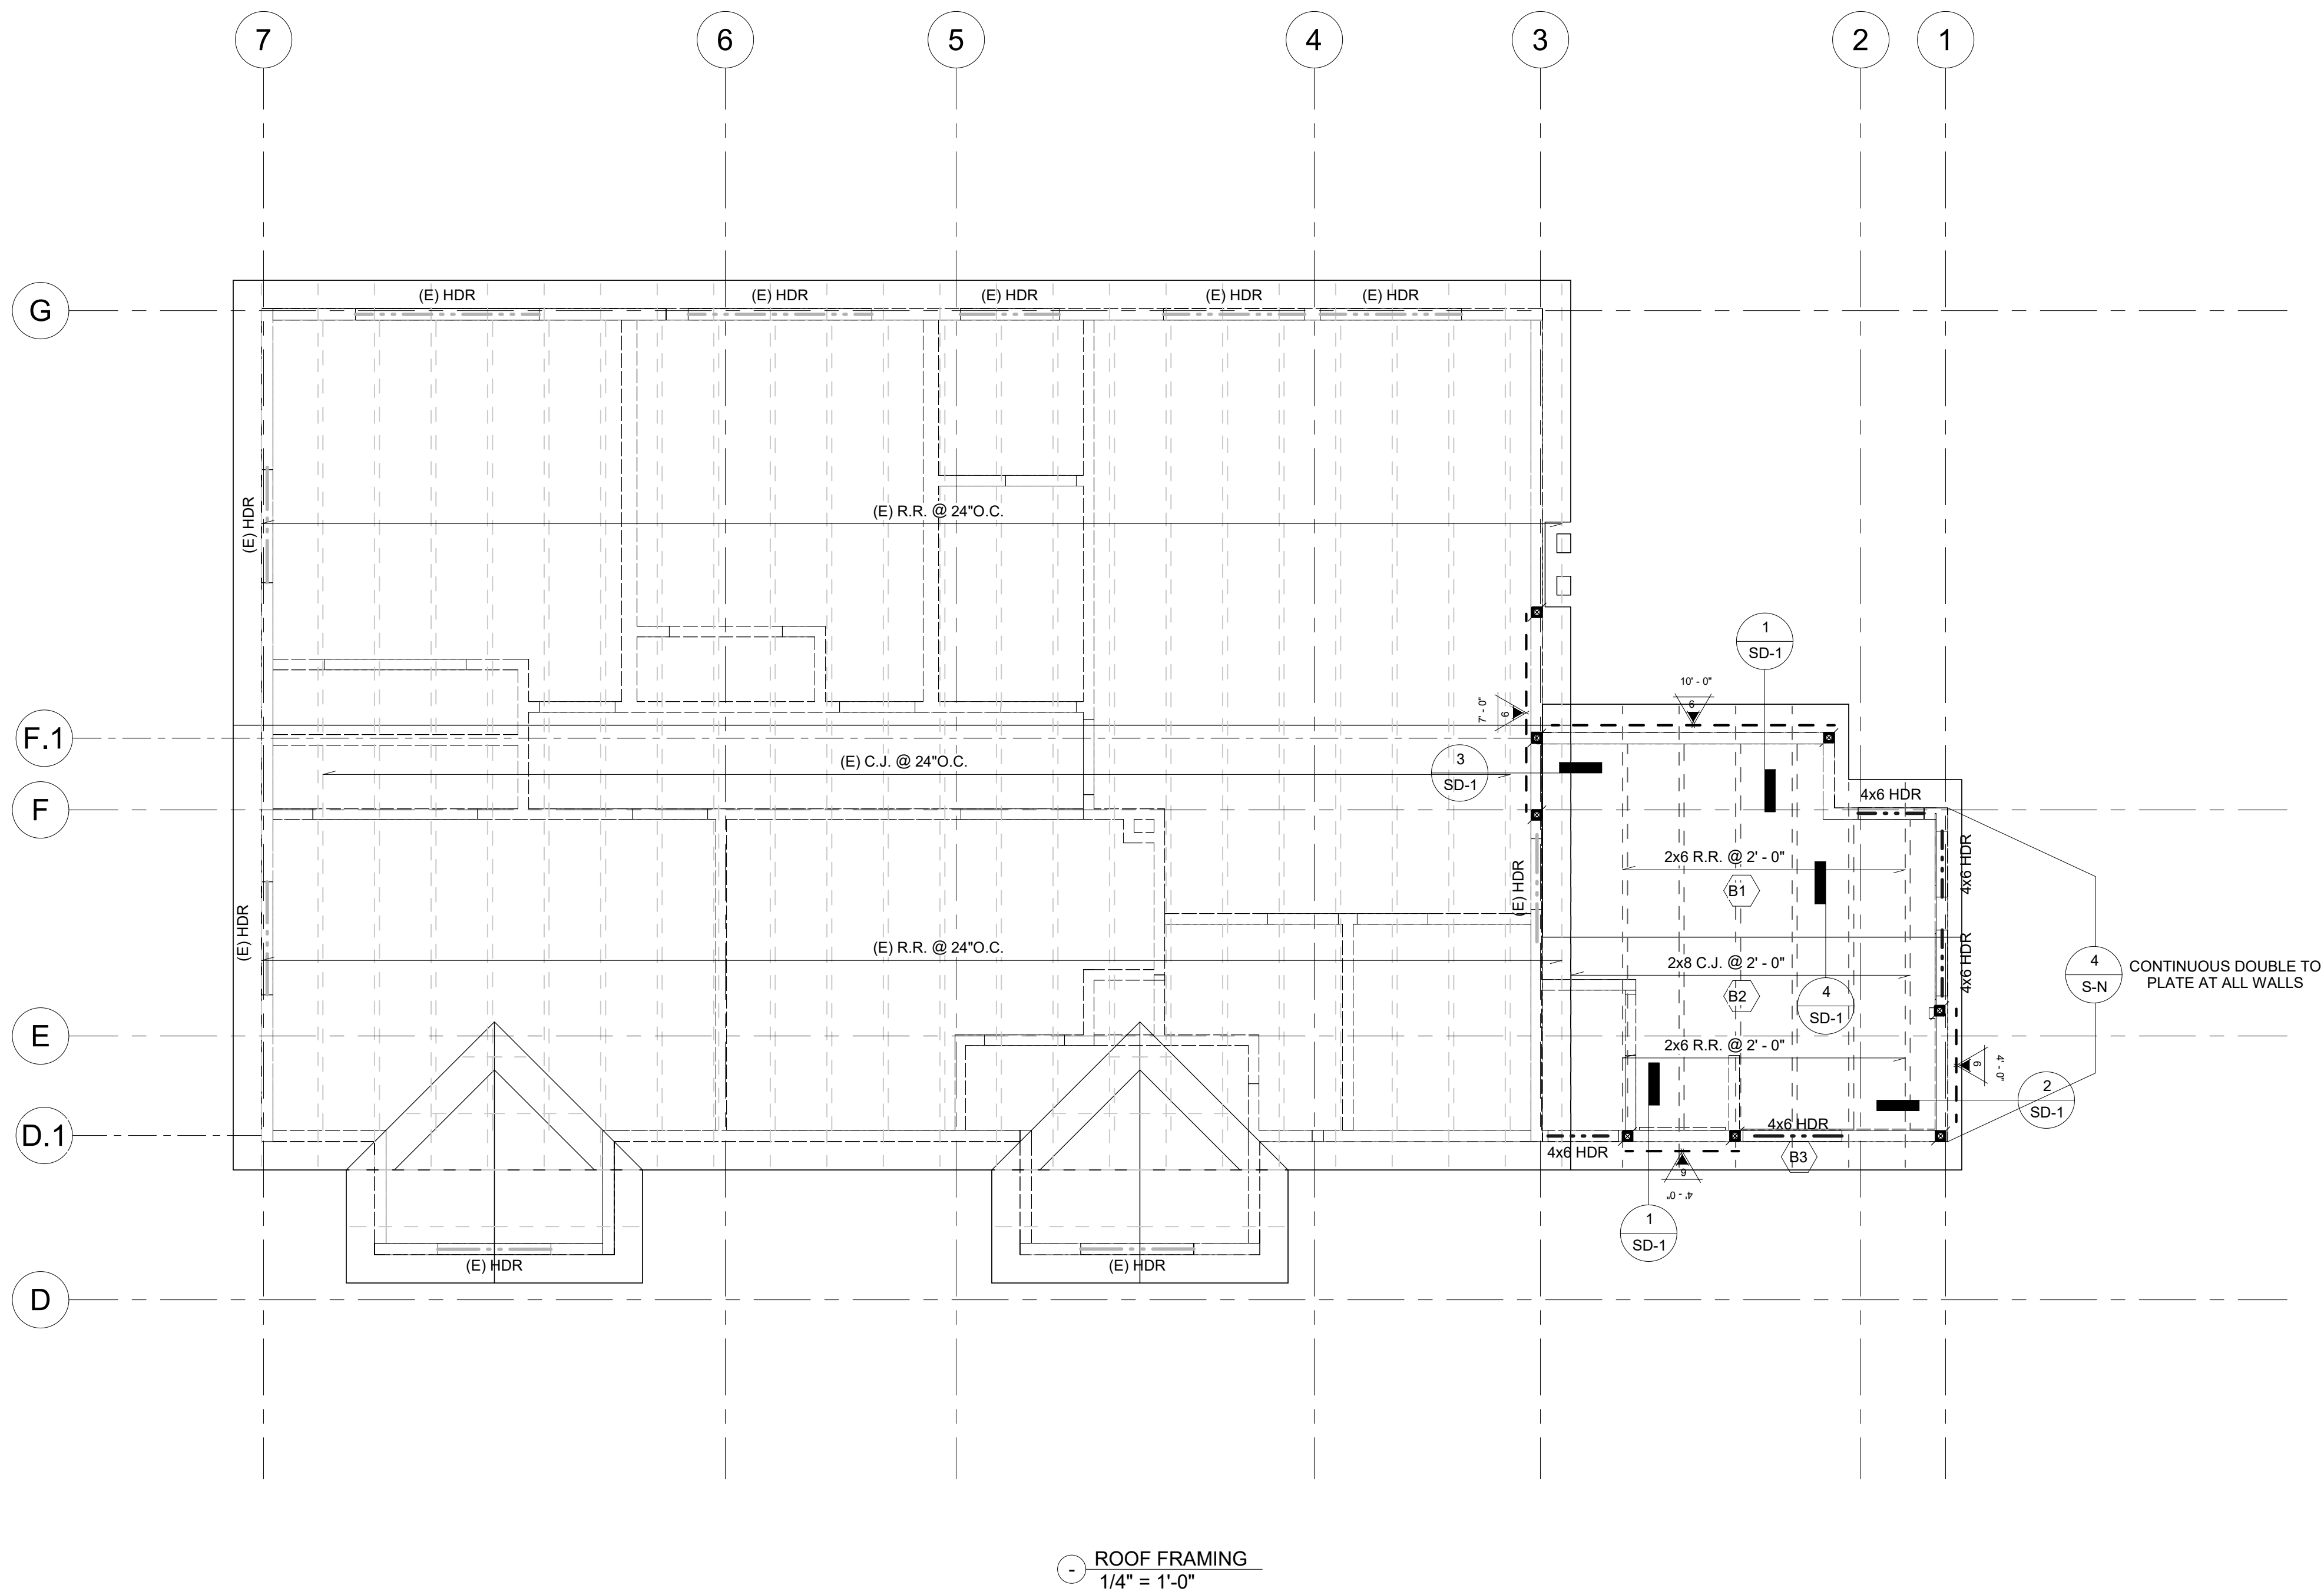 7
6
5
4
3
2
1
G
(E) HDR
(E) HDR
(E) HDR
(E) HDR
(E) HDR
(E) HDR
(E) R.R. @ 24"O.C.
1
SD-1
10' - 0"
6
7' - 0"
6
F.1
(E) C.J. @ 24"O.C.
3
SD-1
F
4x6 HDR
4x6 HDR
2x6 R.R. @ 2' - 0"
B1
(E) HDR
(E) HDR
(E) R.R. @ 24"O.C.
4x6 HDR
2x8 C.J. @ 2' - 0"
4
S-N
CONTINUOUS DOUBLE TO
PLATE AT ALL WALLS
B2
4
SD-1
E
2x6 R.R. @ 2' - 0"
4' - 0"
6
2
SD-1
D.1
4x6 HDR
4x6 HDR
B3
6
4' - 0"
1
SD-1
(E) HDR
(E) HDR
D
-
ROOF FRAMING
1/4" = 1'-0"